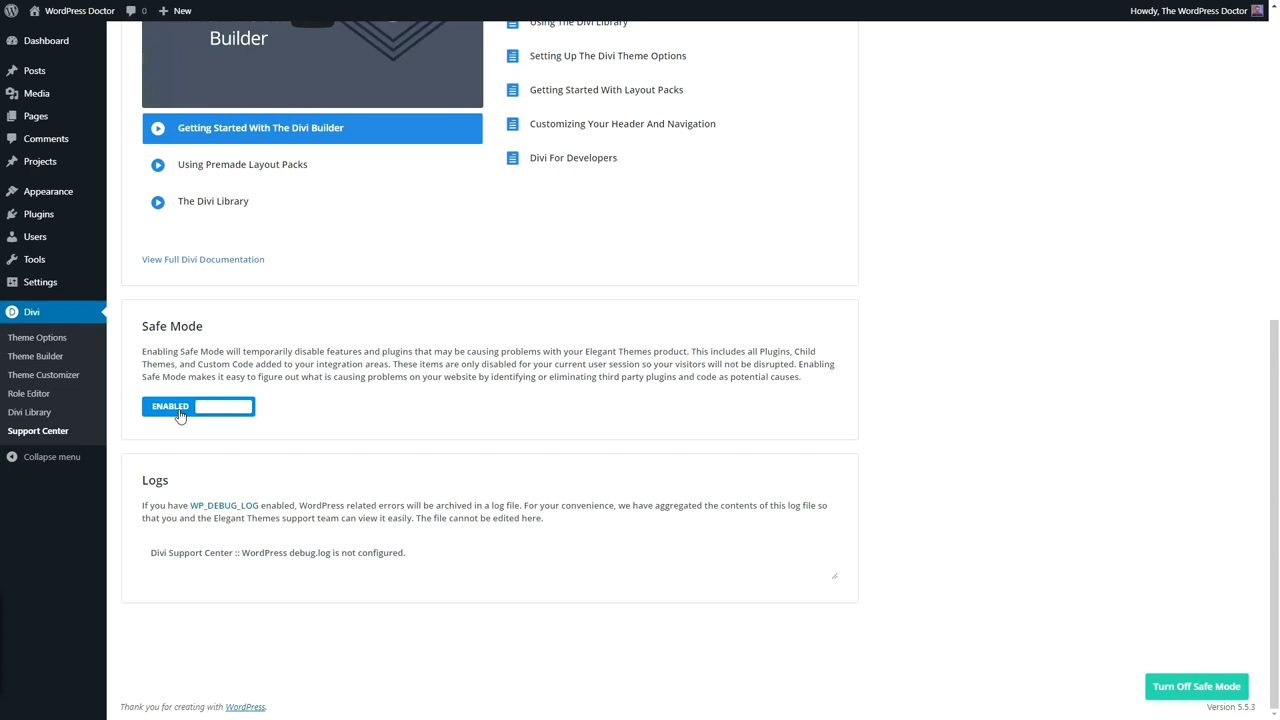 WordPress Doctor
0
New
Howdy, The WordPress Doctor
Dashboard
Posts
Media
Pages
Comments
Projects
Appearance
Plugins
Users
Tools
Settings
D
Divi
Theme Options
Theme Builder
Theme Customizer
Role Editor
Divi Library
Support Center
Collapse menu
Builder
Getting Started With The Divi Builder
Using Premade Layout Packs
The Divi Library
View Full Divi Documentation
Using The Divi Library
Setting Up The Divi Theme Options
Getting Started With Layout Packs
Customizing Your Header And Navigation
Divi For Developers
Safe Mode
Enabling Safe Mode will temporarily disable features and plugins that may be causing problems with your Elegant Themes product. This includes all Plugins, Child
Themes, and Custom Code added to your integration areas. These items are only disabled for your current user session so your visitors will not be disrupted. Enabling
Safe Mode makes it easy to figure out what is causing problems on your website by identifying or eliminating third party plugins and code as potential causes.
ENABLED
Logs
If you have WP_DEBUG_LOG enabled, WordPress related errors will be archived in a log file. For your convenience, we have aggregated the contents of this log file so
that you and the Elegant Themes support team can view it easily. The file cannot be edited here.
Divi Support Center :: WordPress debug.log is not configured.
Turn Off Safe Mode
Thank you for creating with WordPress.
Version 5.5.3